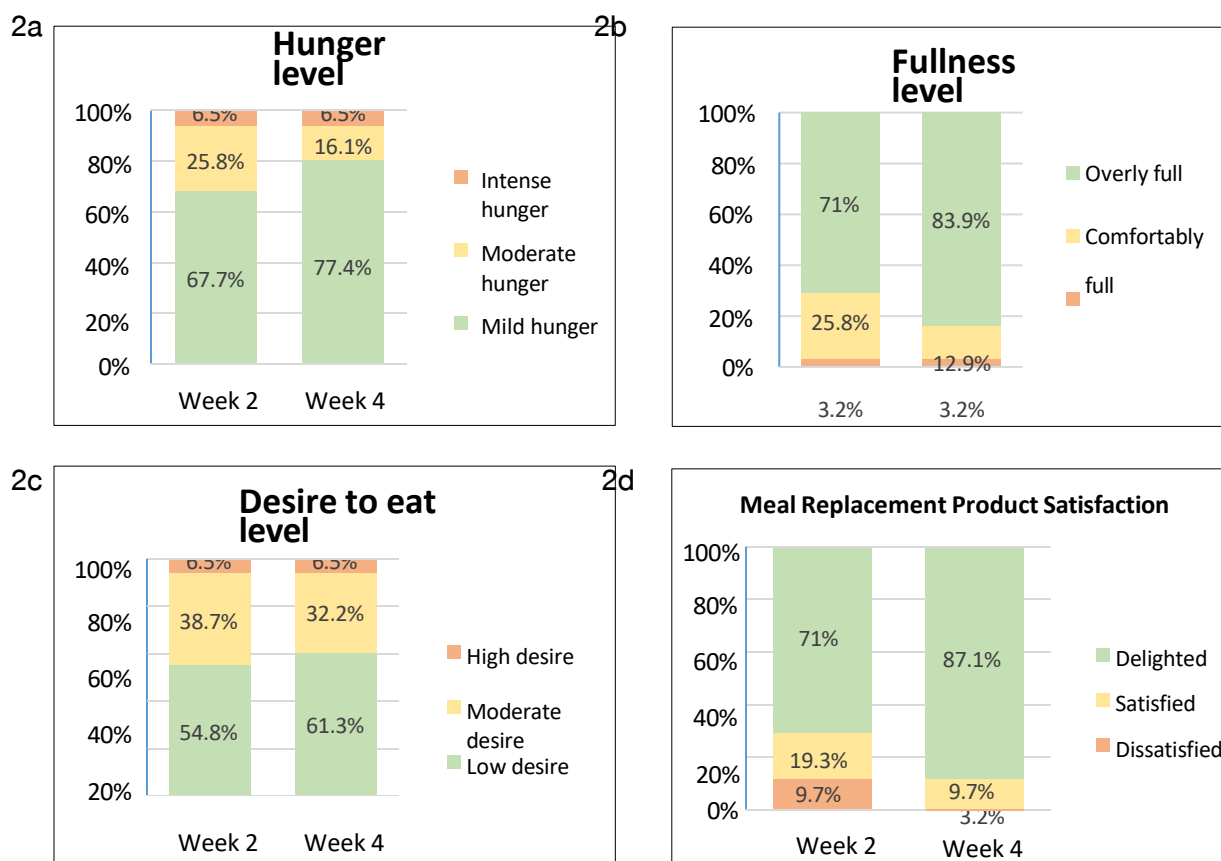 2a
Hunger
level
100%
80%
60%
40%
20%
0%
6.5%
6.5%
25.8%
16.1%
67.7%
77.4%
Week 2
Week 4
Intense
hunger
Moderate
hunger
Mild hunger
2b
Fullness
level
100%
80%
60%
40%
20%
0%
71%
83.9%
25.8%
12.9%
3.2%
3.2%
Overly full
Comfortably
full
2c
Desire to eat
level
100%
80%
60%
40%
20%
6.5%
6.5%
38.7%
32.2%
54.8%
61.3%
Week 2
Week 4
High desire
Moderate
desire
Low desire
2d
Meal Replacement Product Satisfaction
100%
80%
60%
40%
20%
0%
71%
87.1%
19.3%
9.7%
9.7%
3.2%
Week 2
Week 4
Delighted
Satisfied
Dissatisfied